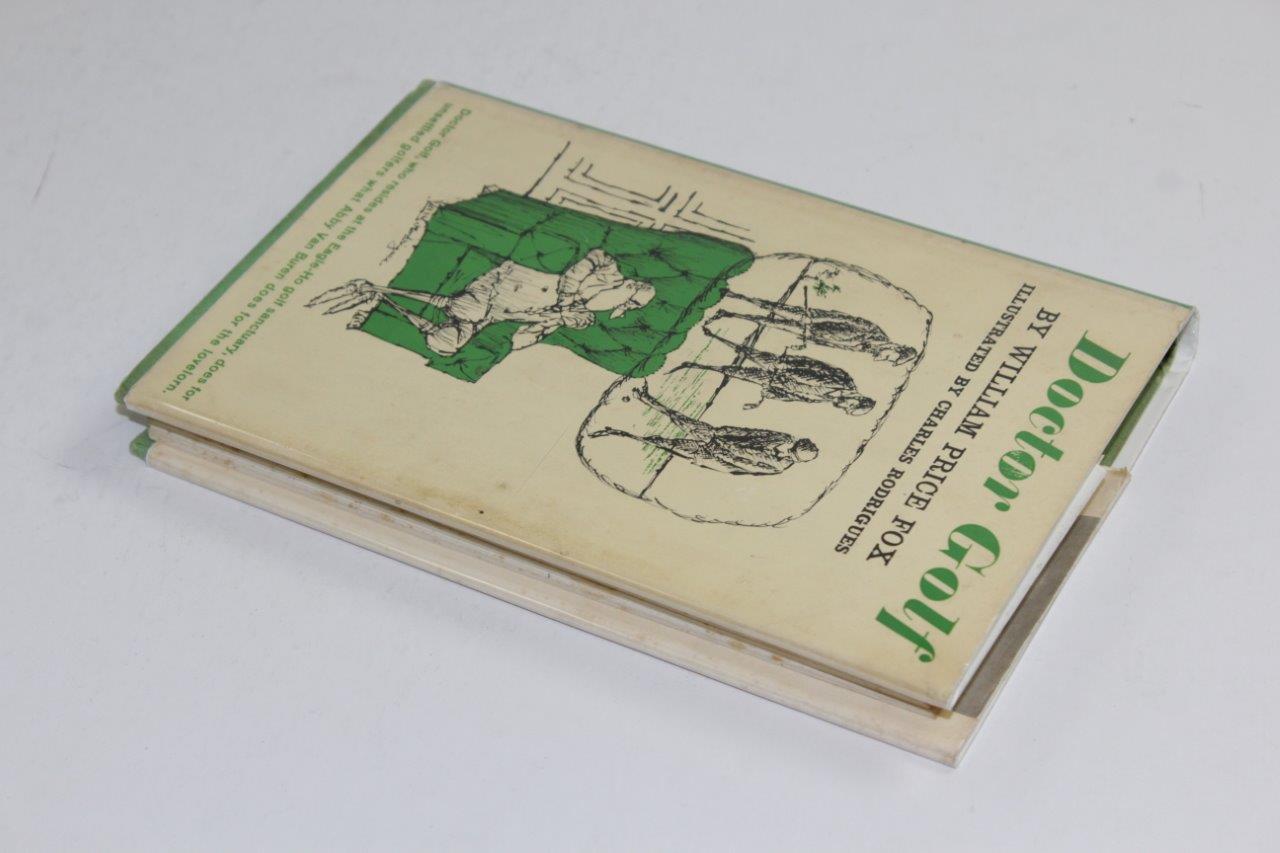 Doctor Golf
BY WILLIAM PRICE FOX
ILLUSTRATED BY CHARLES RODRIGUES
Doctor Golf, who resides at the Eagle-Ho golf sanctuary, does for
unsettled golfers what Abby Van Buren does for the lovelorn.